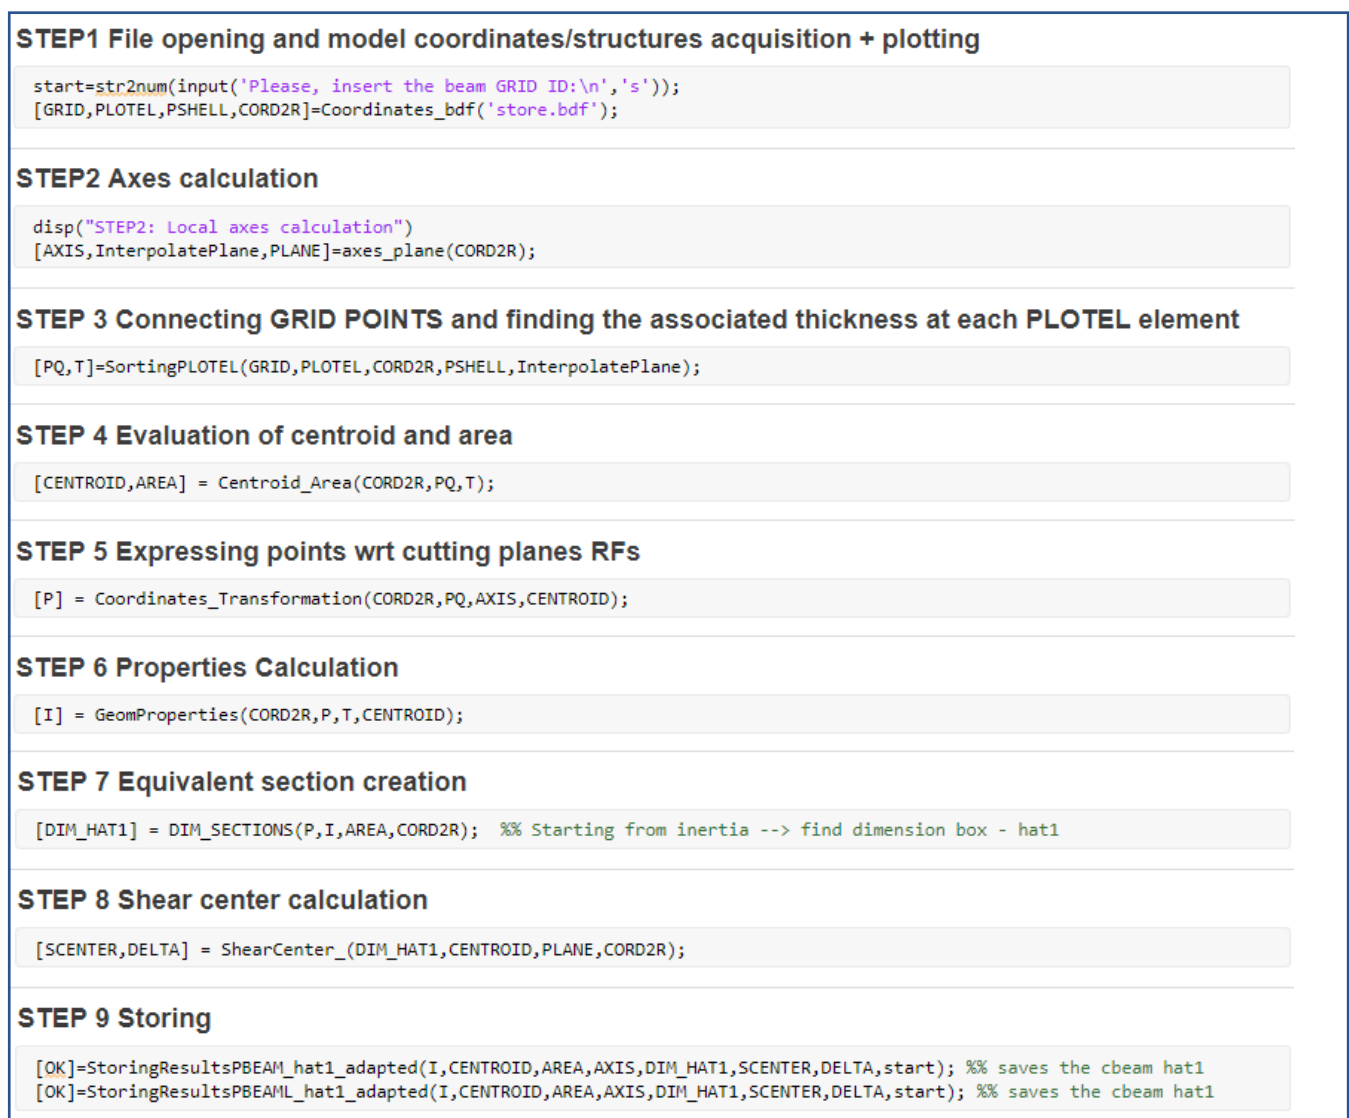 STEP1 File opening and model coordinates/structures acquisition + plotting
start=str2num(input('Please, insert the beam GRID ID:\n','s'));
[GRID,PLOTEL,PSHELL,CORD2R]=Coordinates_bdf('store.bdf');
STEP2 Axes calculation
disp("STEP2: Local axes calculation")
[AXIS,InterpolatePlane,PLANE]=axes_plane(CORD2R);
STEP 3 Connecting GRID POINTS and finding the associated thickness at each PLOTEL element
[PQ,T]=SortingPLOTEL(GRID,PLOTEL,CORD2R,PSHELL,InterpolatePlane);
STEP 4 Evaluation of centroid and area
[CENTROID,AREA] = Centroid_Area(CORD2R,PQ,T);
STEP 5 Expressing points wrt cutting planes RFs
[P] = Coordinates_Transformation(CORD2R,PQ,AXIS,CENTROID);
STEP 6 Properties Calculation
[I] = GeomProperties(CORD2R,P,T,CENTROID);
STEP 7 Equivalent section creation
[DIM_HAT1] = DIM_SECTIONS(P,I,AREA,CORD2R);  %% Starting from inertia --> find dimension box - hat1
STEP 8 Shear center calculation
[SCENTER,DELTA] = ShearCenter_(DIM_HAT1,CENTROID,PLANE,CORD2R);
STEP 9 Storing
[OK]=StoringResultsPBEAM_hat1_adapted(I,CENTROID,AREA,AXIS,DIM_HAT1,SCENTER,DELTA,start); %% saves the cbeam hat1
[OK]=StoringResultsPBEAML_hat1_adapted(I,CENTROID,AREA,AXIS,DIM_HAT1,SCENTER,DELTA,start); %% saves the cbeam hat1